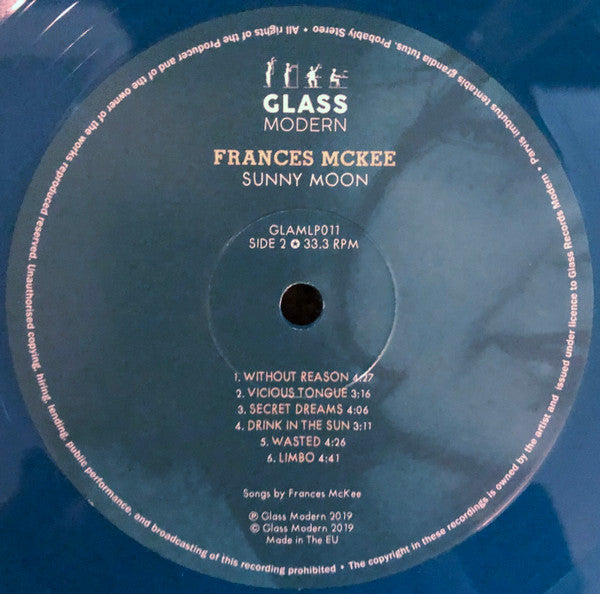 GLASS
MODERN
FRANCES MCKEE
SUNNY MOON
GLAMLP011
SIDE 2 ✪ 33.3 RPM
1. WITHOUT REASON 4:27
2. VICIOUS TONGUE 3:16
3. SECRET DREAMS 4:06
4. DRINK IN THE SUN 3:11
5. WASTED 4:26
6. LIMBO 4:41
Songs by Frances McKee
℗ Glass Modern 2019
© Glass Modern 2019
Made in The EU
• All rights of the Producer and of the owner of the works reproduced reserved. Unauthorised copying, hiring, lending, public performance, and broadcasting of this recording prohibited • The copyright in these recordings is owned by the artist and issued under licence to Glass Records Modern • Parvis imbutus tentabis grandia tutus. Probably Stereo